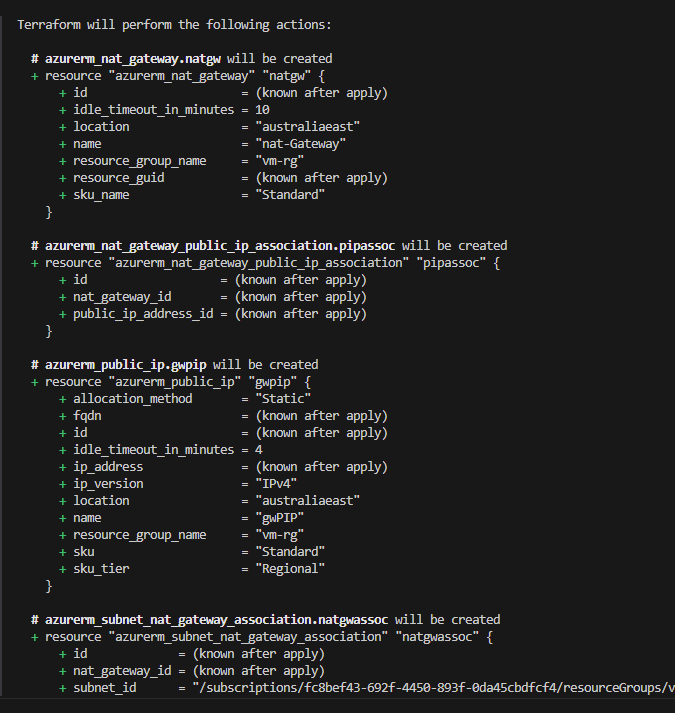 Terraform will perform the following actions:
# azurerm_nat_gateway.natgw will be created
+ resource "azurerm_nat_gateway" "natgw" {
+ id = (known after apply)
+ idle_timeout_in_minutes = 10
+ location = "australiaeast"
+ name = "nat-Gateway"
+ resource_group_name = "vm-rg"
+ resource_guid = (known after apply)
+ sku_name = "Standard"
}
# azurerm_nat_gateway_public_ip_association.pipassoc will be created
+ resource "azurerm_nat_gateway_public_ip_association" "pipassoc" {
+ id = (known after apply)
+ nat_gateway_id = (known after apply)
+ public_ip_address_id = (known after apply)
}
# azurerm_public_ip.gwpip will be created
+ resource "azurerm_public_ip" "gwpip" {
+ allocation_method = "Static"
+ fqdn = (known after apply)
+ id = (known after apply)
+ idle_timeout_in_minutes = 4
+ ip_address = (known after apply)
+ ip_version = "IPv4"
+ location = "australiaeast"
+ name = "gwPIP"
+ resource_group_name = "vm-rg"
+ sku = "Standard"
+ sku_tier = "Regional"
}
# azurerm_subnet_nat_gateway_association.natgwassoc will be created
+ resource "azurerm_subnet_nat_gateway_association" "natgwassoc" {
+ id = (known after apply)
+ nat_gateway_id = (known after apply)
+ subnet_id = "/subscriptions/fc8bef43-692f-4450-893f-0da45cbdfcf4/resourceGroups/v